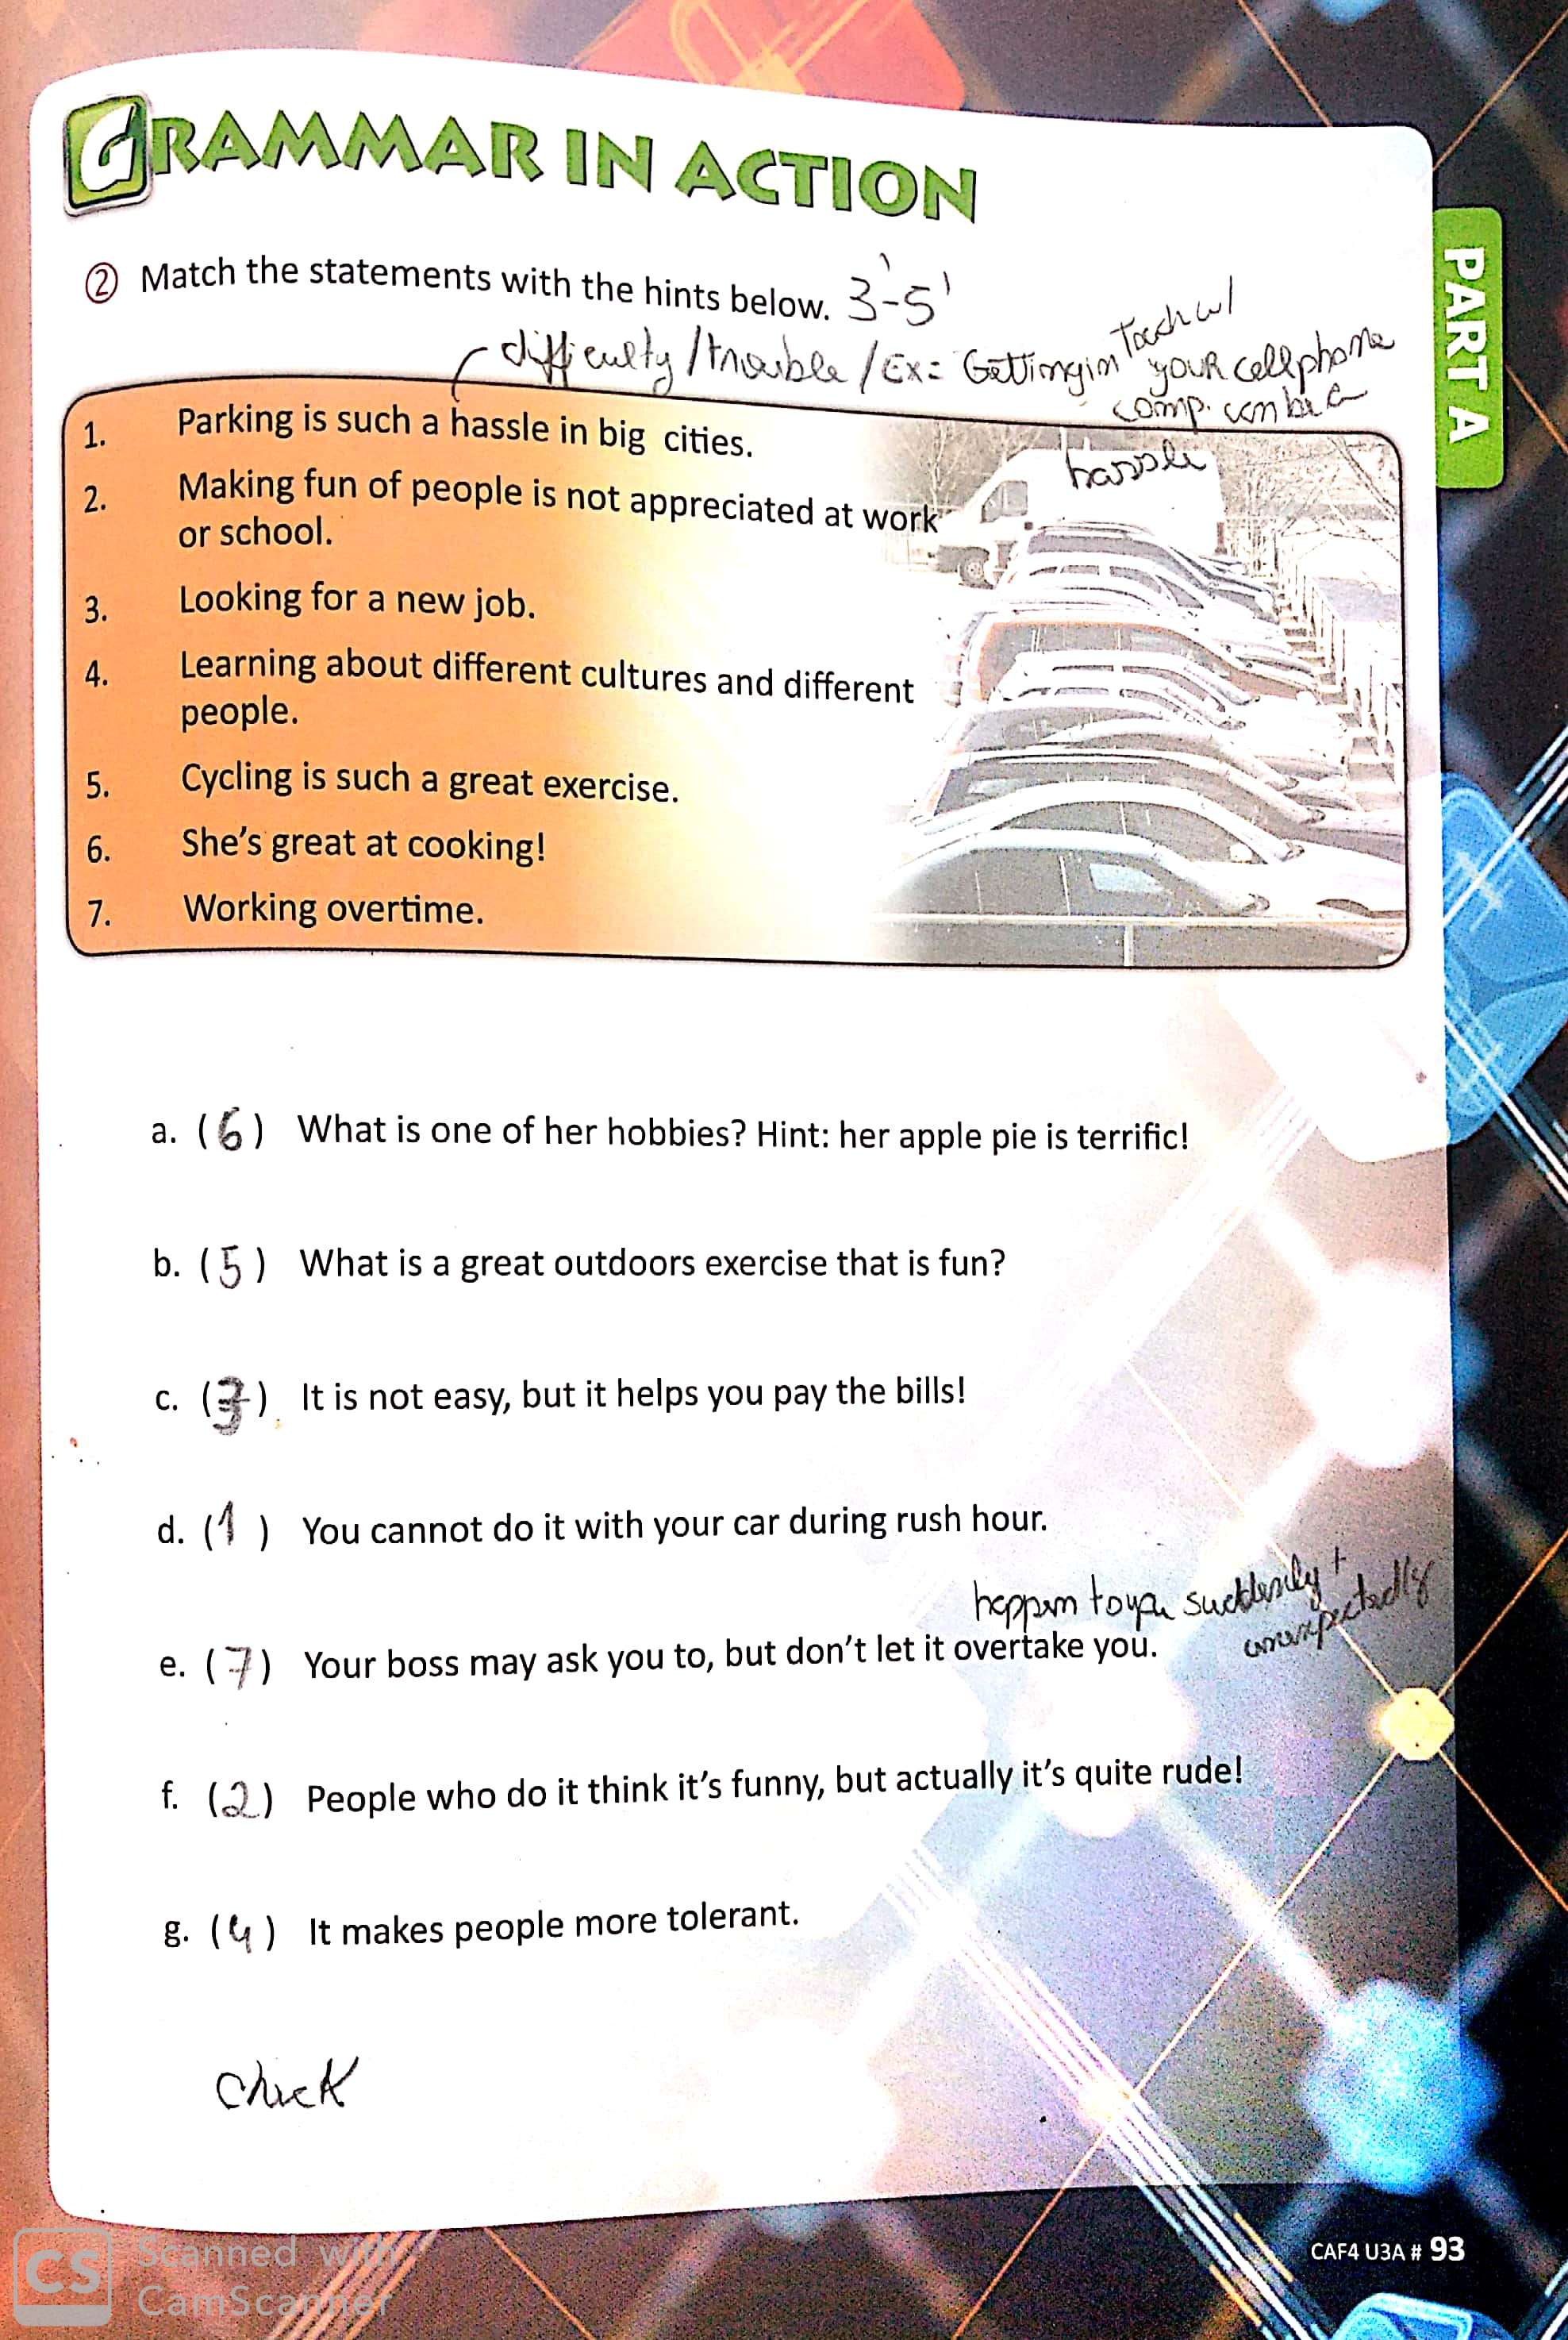 GRAMMAR IN ACTION
PART A
② Match the statements with the hints below. 3'-5'
difficulty / trouble / Ex: Getting in Touch w/
your cellphone
comp. can be a
hassle
1. Parking is such a hassle in big cities.
2. Making fun of people is not appreciated at work
or school.
3. Looking for a new job.
4. Learning about different cultures and different
people.
5. Cycling is such a great exercise.
6. She's great at cooking!
7. Working overtime.
a. (6) What is one of her hobbies? Hint: her apple pie is terrific!
b. (5) What is a great outdoors exercise that is fun?
c. (3) It is not easy, but it helps you pay the bills!
d. (1) You cannot do it with your car during rush hour.
happen to you suddenly +
unexpectedly
e. (7) Your boss may ask you to, but don't let it overtake you.
f. (2) People who do it think it's funny, but actually it's quite rude!
g. (4) It makes people more tolerant.
Check
CAF4 U3A # 93
CS Scanned with
CamScanner